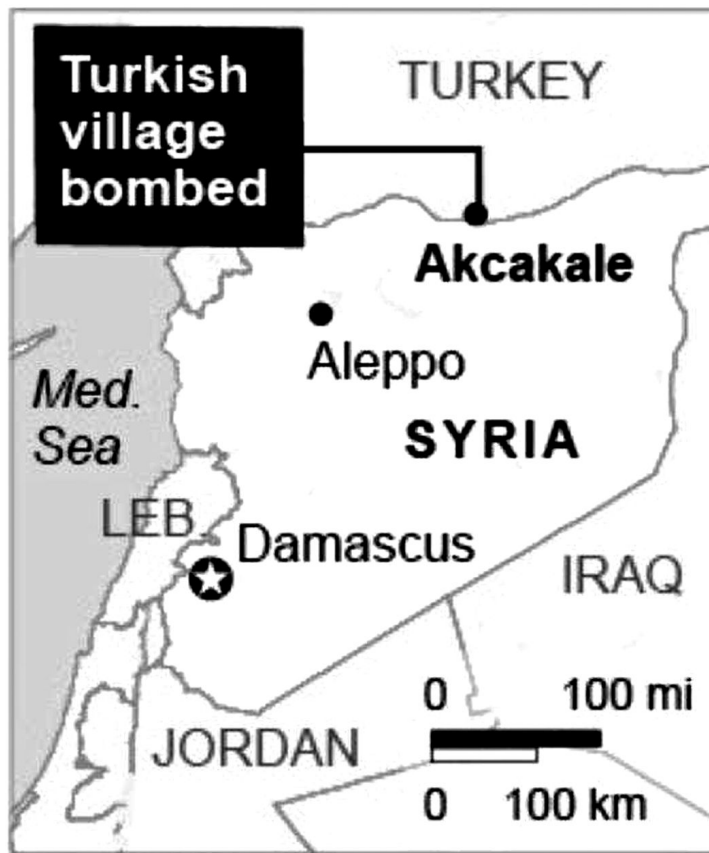 Turkish
village
bombed
TURKEY
Akcakale
Aleppo
Med.
Sea
SYRIA
LEB.
Damascus
IRAQ
JORDAN
0 100 mi
0 100 km